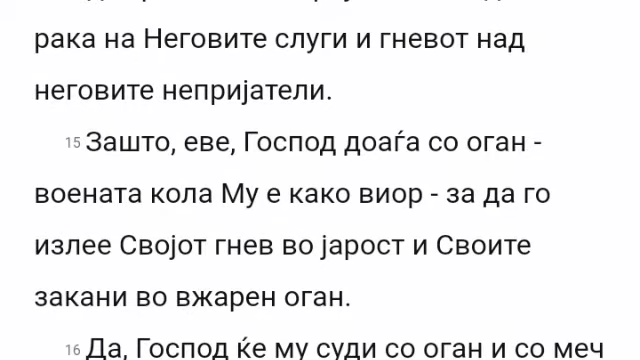 рака на Неговите слуги и гневот над
неговите непријатели.
15 Зашто, еве, Господ доаѓа со оган -
воената кола Му е како виор - за да го
излее Својот гнев во јарост и Своите
закани во вжарен оган.
16 Да, Господ ќе му суди со оган и со меч